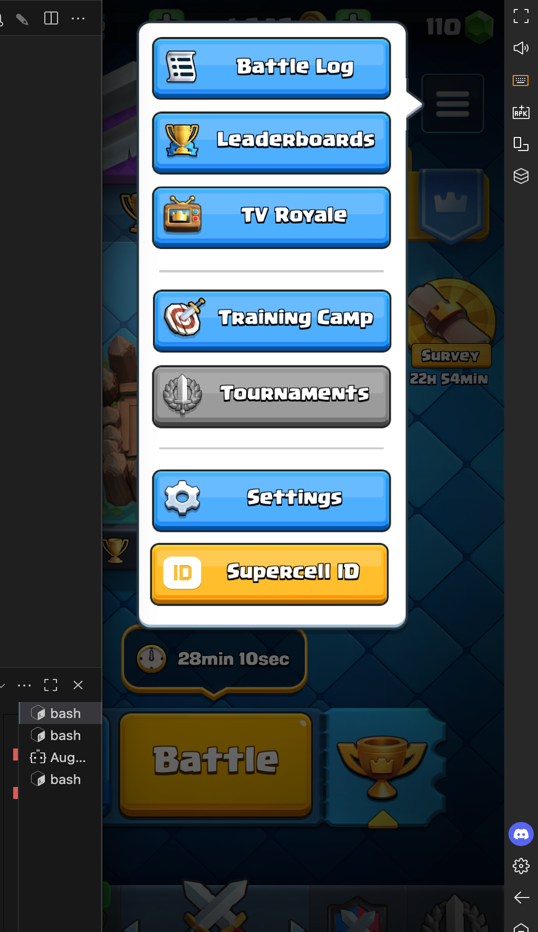 110
Battle Log
Leaderboards
TV Royale
Training Camp
Tournaments
Settings
ID Supercell ID
Survey
22h 54min
28min 10sec
Battle
bash
bash
Aug...
bash
APK